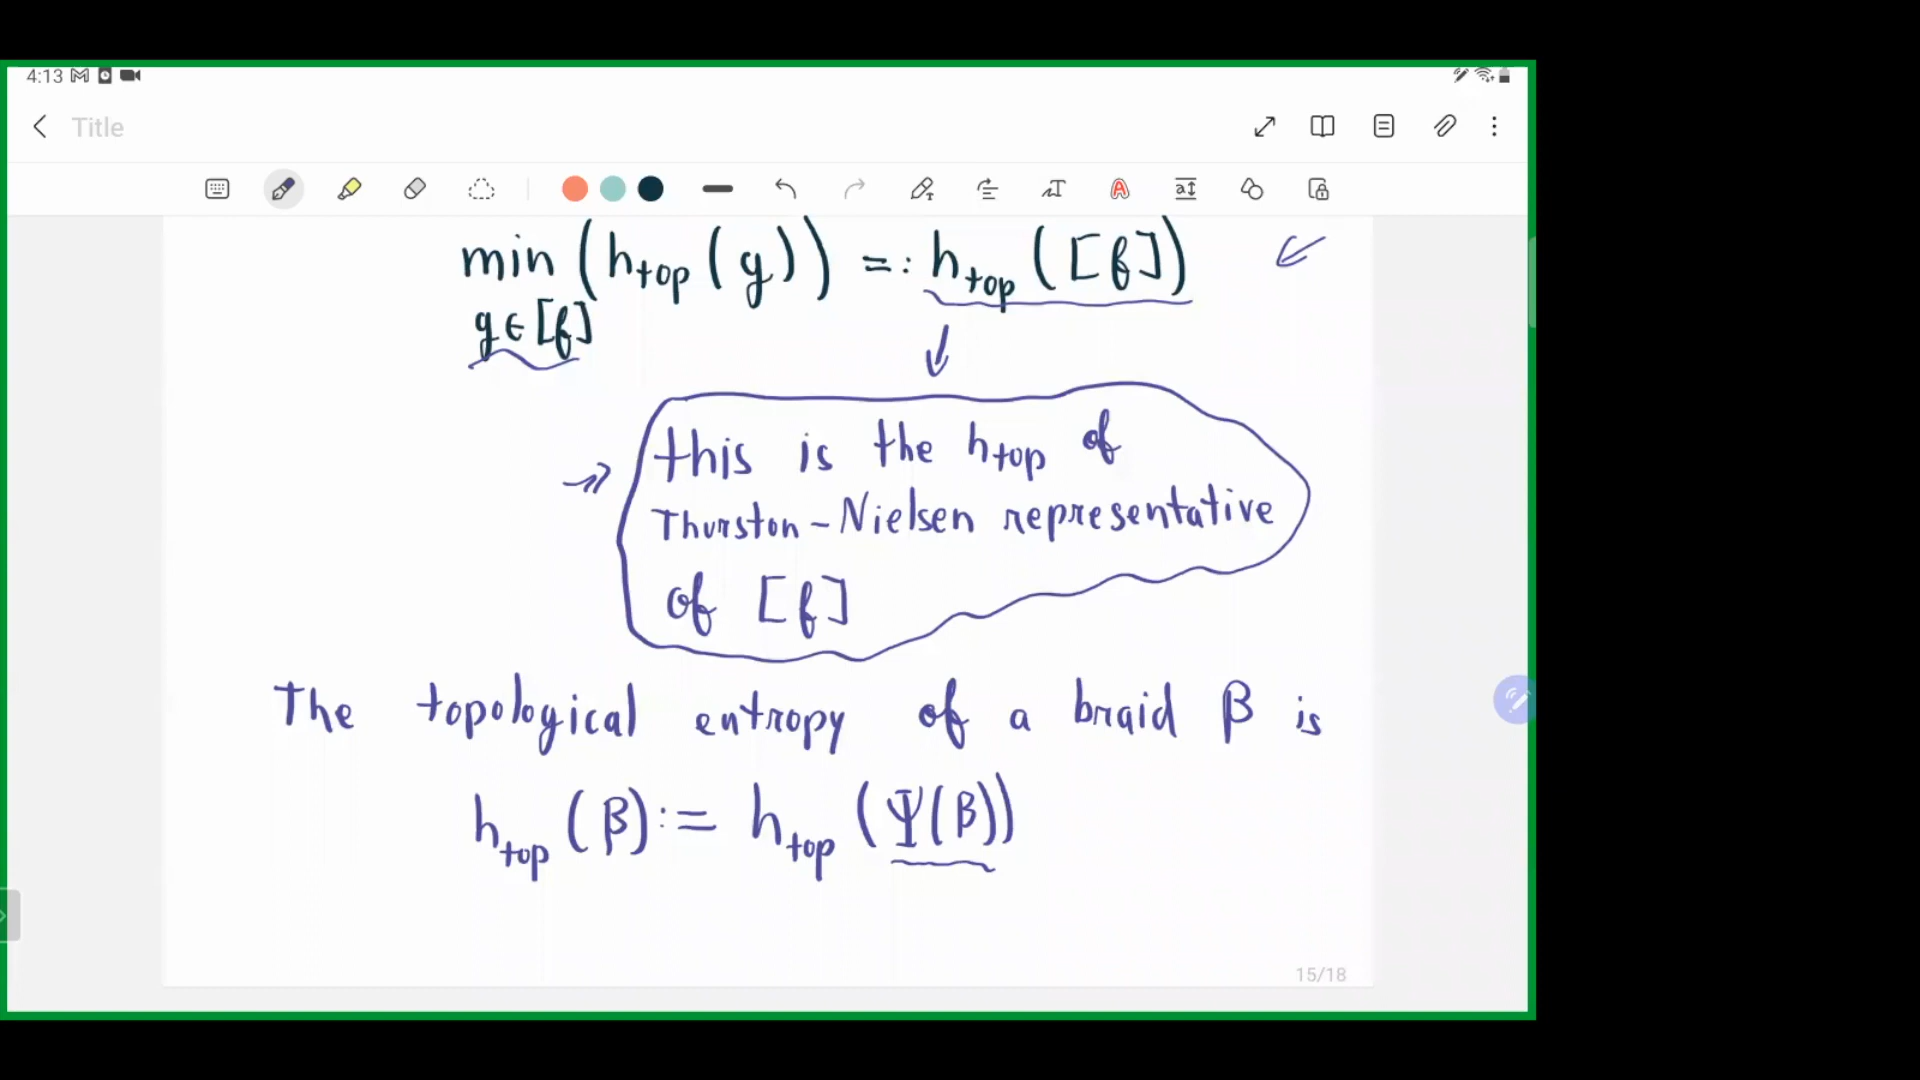 4:13
Title
min (h_top (g)) =: h_top ([f])
g ∈ [f]
this is the h_top of
Thurston-Nielsen representative
of [f]
The topological entropy of a braid β is
h_top (β) := h_top (Ψ(β))
15/18